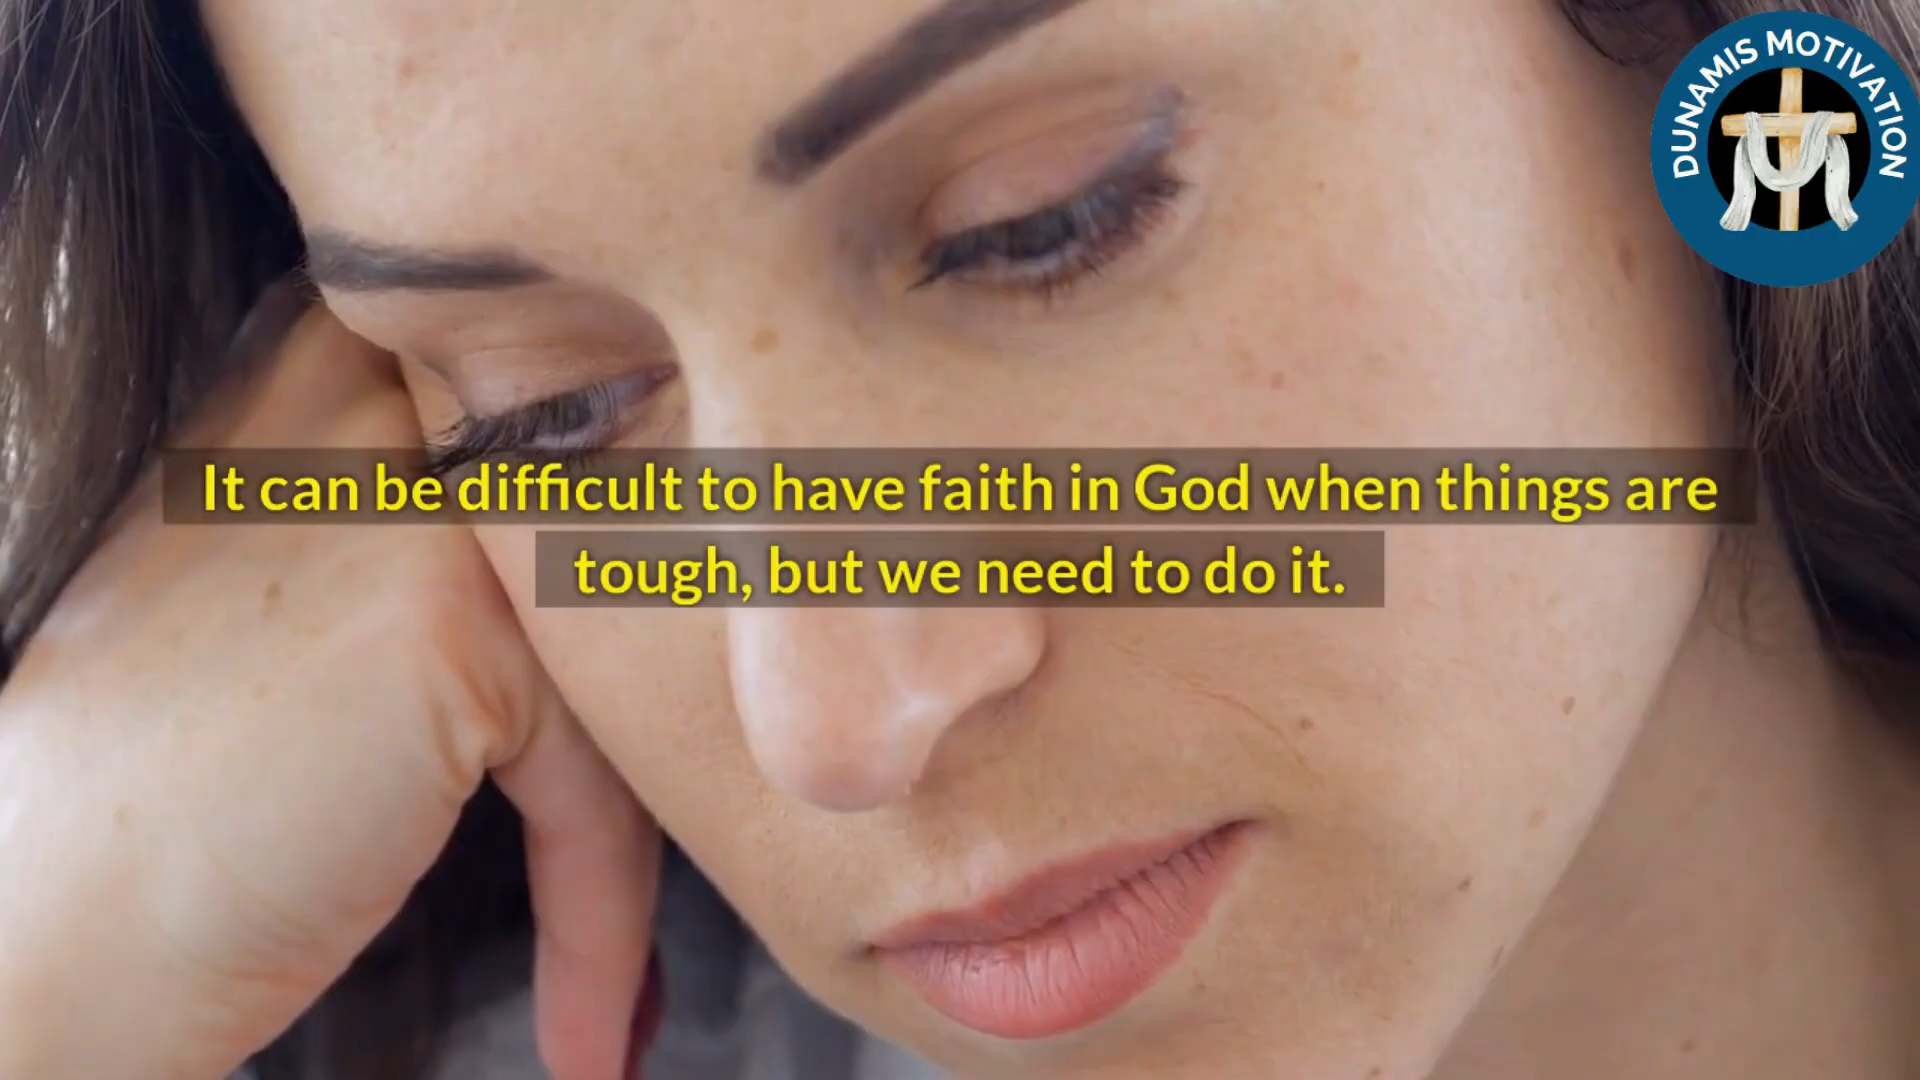 DUNAMIS MOTIVATION
It can be difficult to have faith in God when things are
tough, but we need to do it.